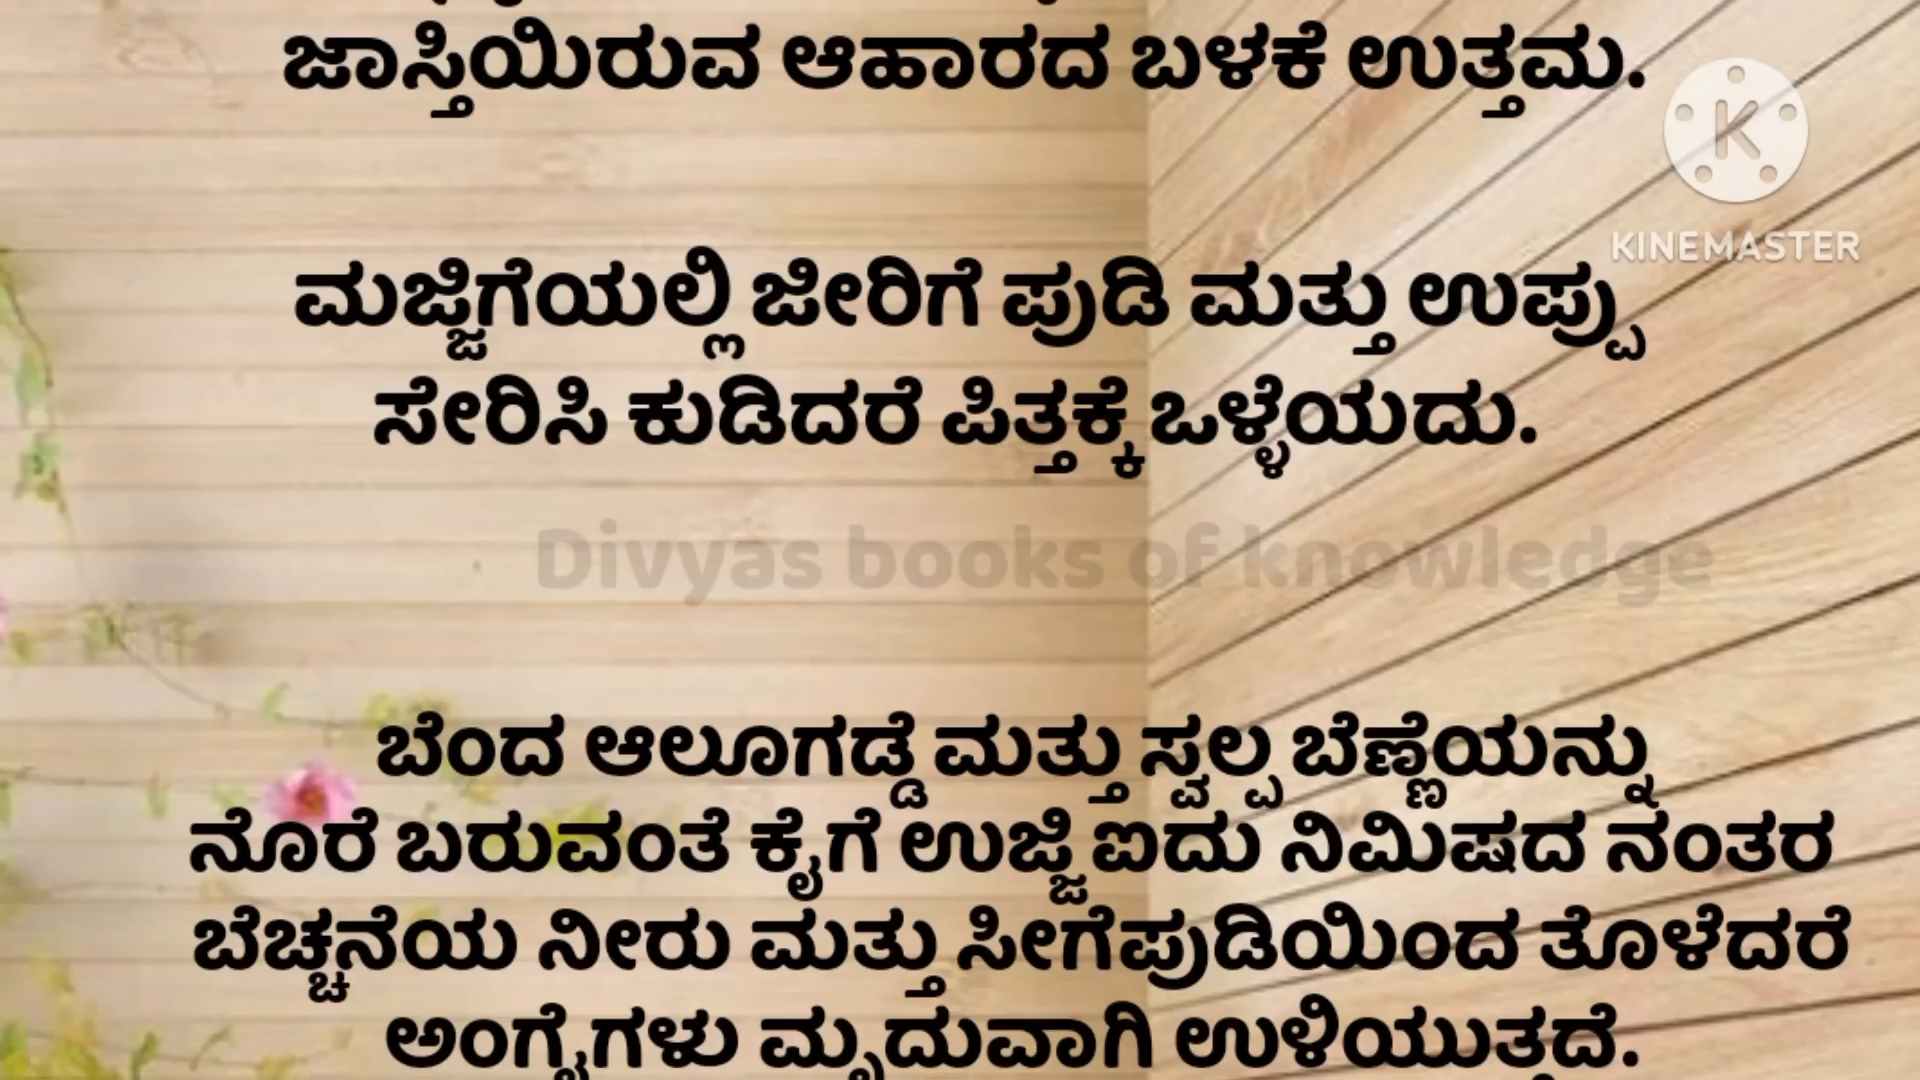 ಜಾಸ್ತಿಯಿರುವ ಆಹಾರದ ಬಳಕೆ ಉತ್ತಮ.
KINEMASTER
ಮಜ್ಜಿಗೆಯಲ್ಲಿ ಜೀರಿಗೆ ಪುಡಿ ಮತ್ತು ಉಪ್ಪು
ಸೇರಿಸಿ ಕುಡಿದರೆ ಪಿತ್ತಕ್ಕೆ ಒಳ್ಳೆಯದು.
Divyas books of knowledge
ಬೆಂದ ಆಲೂಗಡ್ಡೆ ಮತ್ತು ಸ್ವಲ್ಪ ಬೆಣ್ಣೆಯನ್ನು
ನೊರೆ ಬರುವಂತೆ ಕೈಗೆ ಉಜ್ಜಿ ಐದು ನಿಮಿಷದ ನಂತರ
ಬೆಚ್ಚನೆಯ ನೀರು ಮತ್ತು ಸೀಗೆಪುಡಿಯಿಂದ ತೊಳೆದರೆ
ಅಂಗೈಗಳು ಮೃದುವಾಗಿ ಉಳಿಯುತ್ತದೆ.